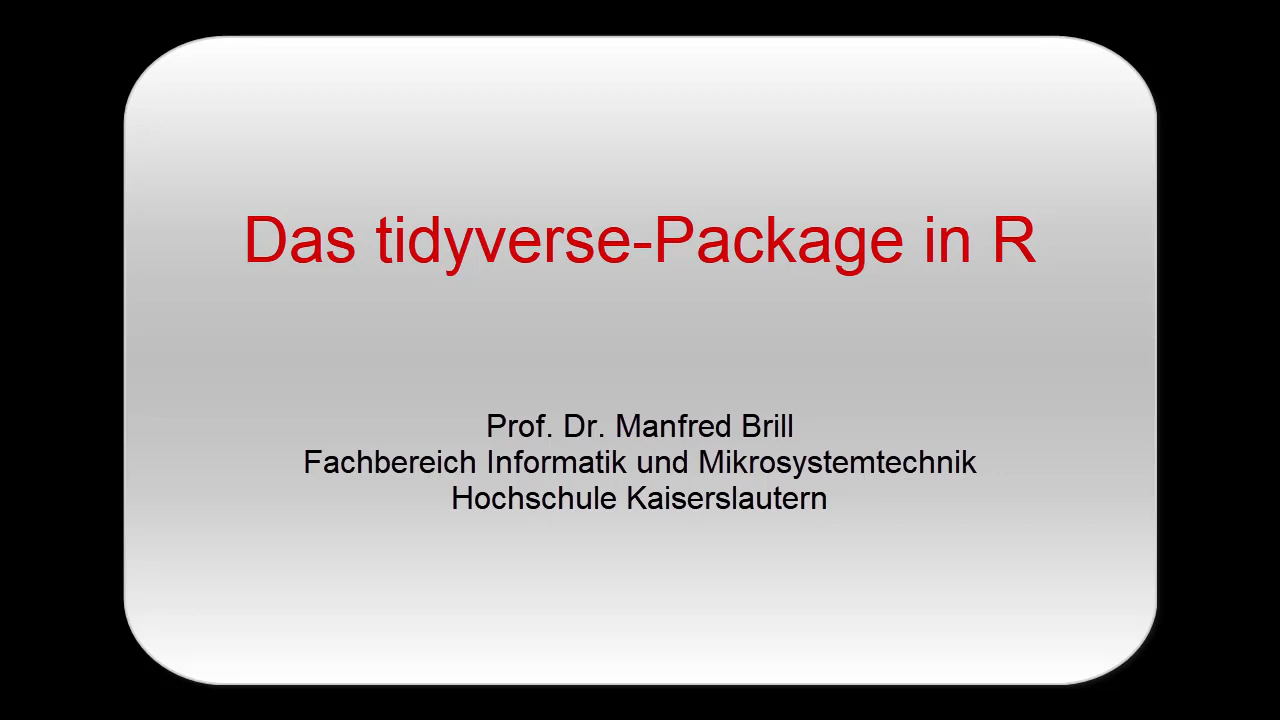 Das tidyverse-Package in R
Prof. Dr. Manfred Brill
Fachbereich Informatik und Mikrosystemtechnik
Hochschule Kaiserslautern